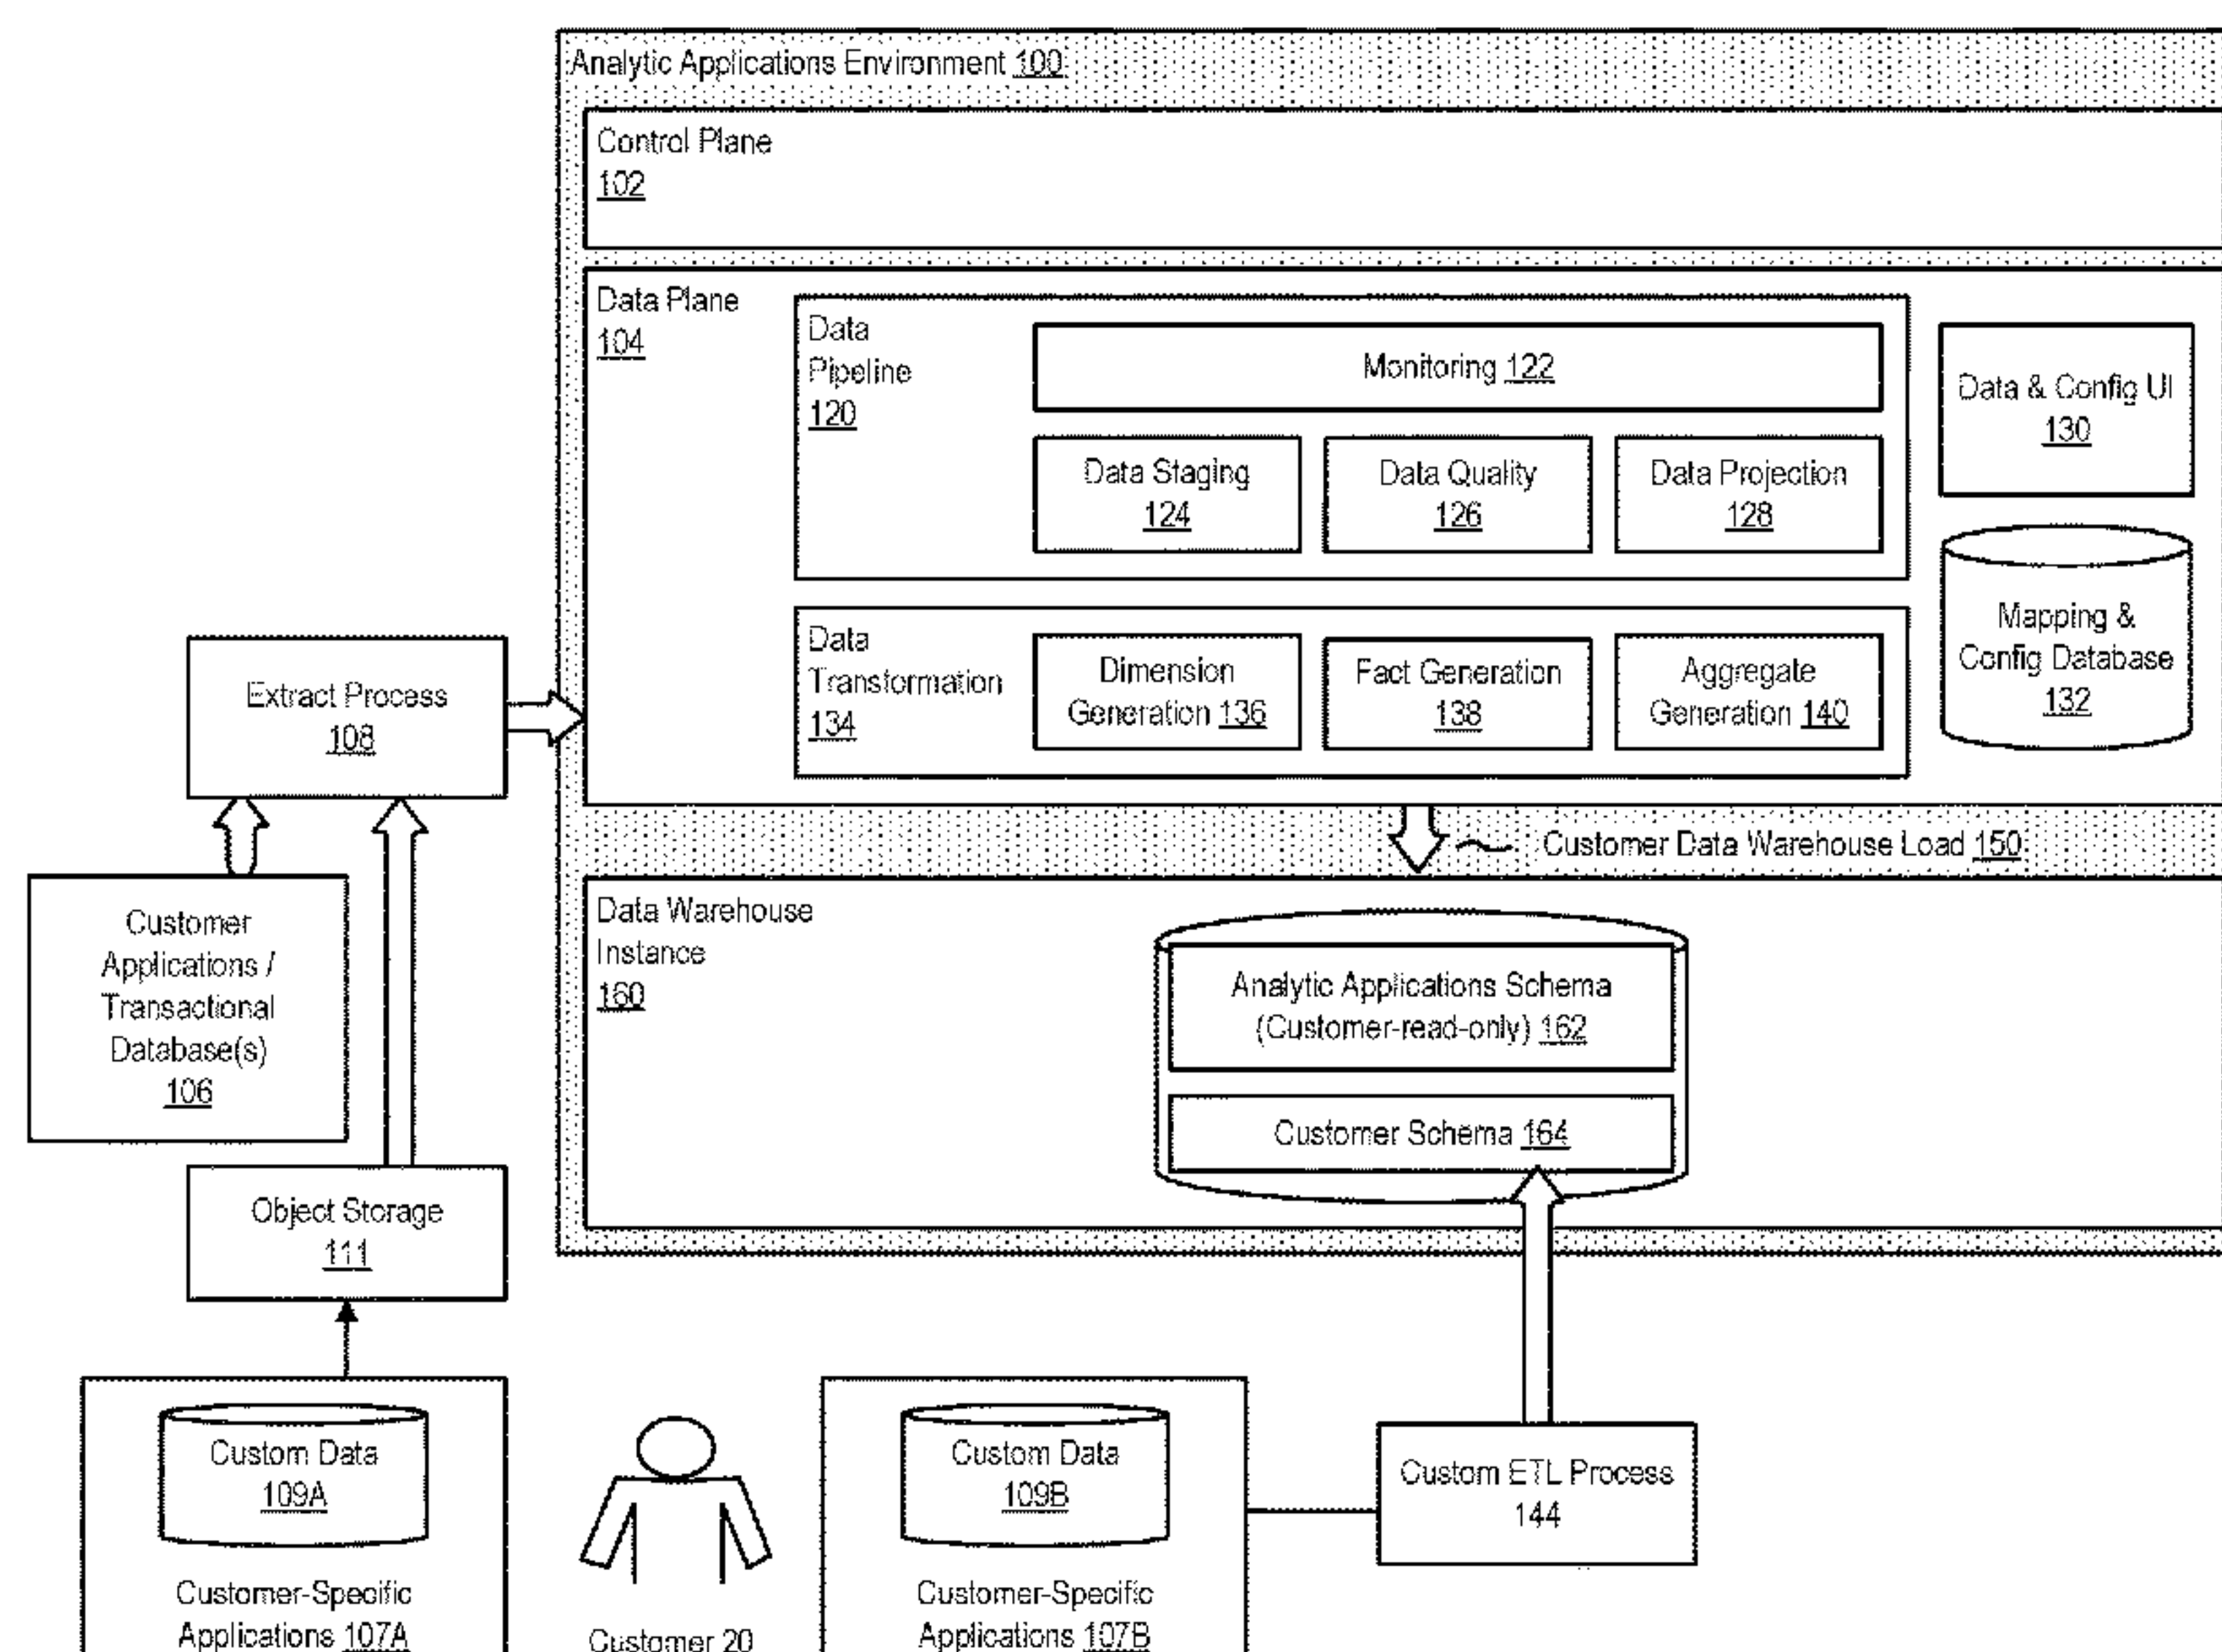 Analytic Applications Environment 100
Control Plane
102
Data Plane
104
Data
Pipeline
120
Monitoring 122
Data Staging
124
Data Quality
126
Data Projection
128
Data & Config UI
130
Mapping &
Config Database
132
Data
Transformation
134
Dimension
Generation 136
Fact Generation
138
Aggregate
Generation 140
Extract Process
108
Customer Data Warehouse Load 150
Customer
Applications /
Transactional
Database(s)
106
Data Warehouse
Instance
160
Analytic Applications Schema
(Customer-read-only) 162
Customer Schema 164
Object Storage
111
Custom Data
109A
Customer-Specific
Applications 107A
Customer 20
Custom Data
109B
Customer-Specific
Applications 107B
Custom ETL Process
144